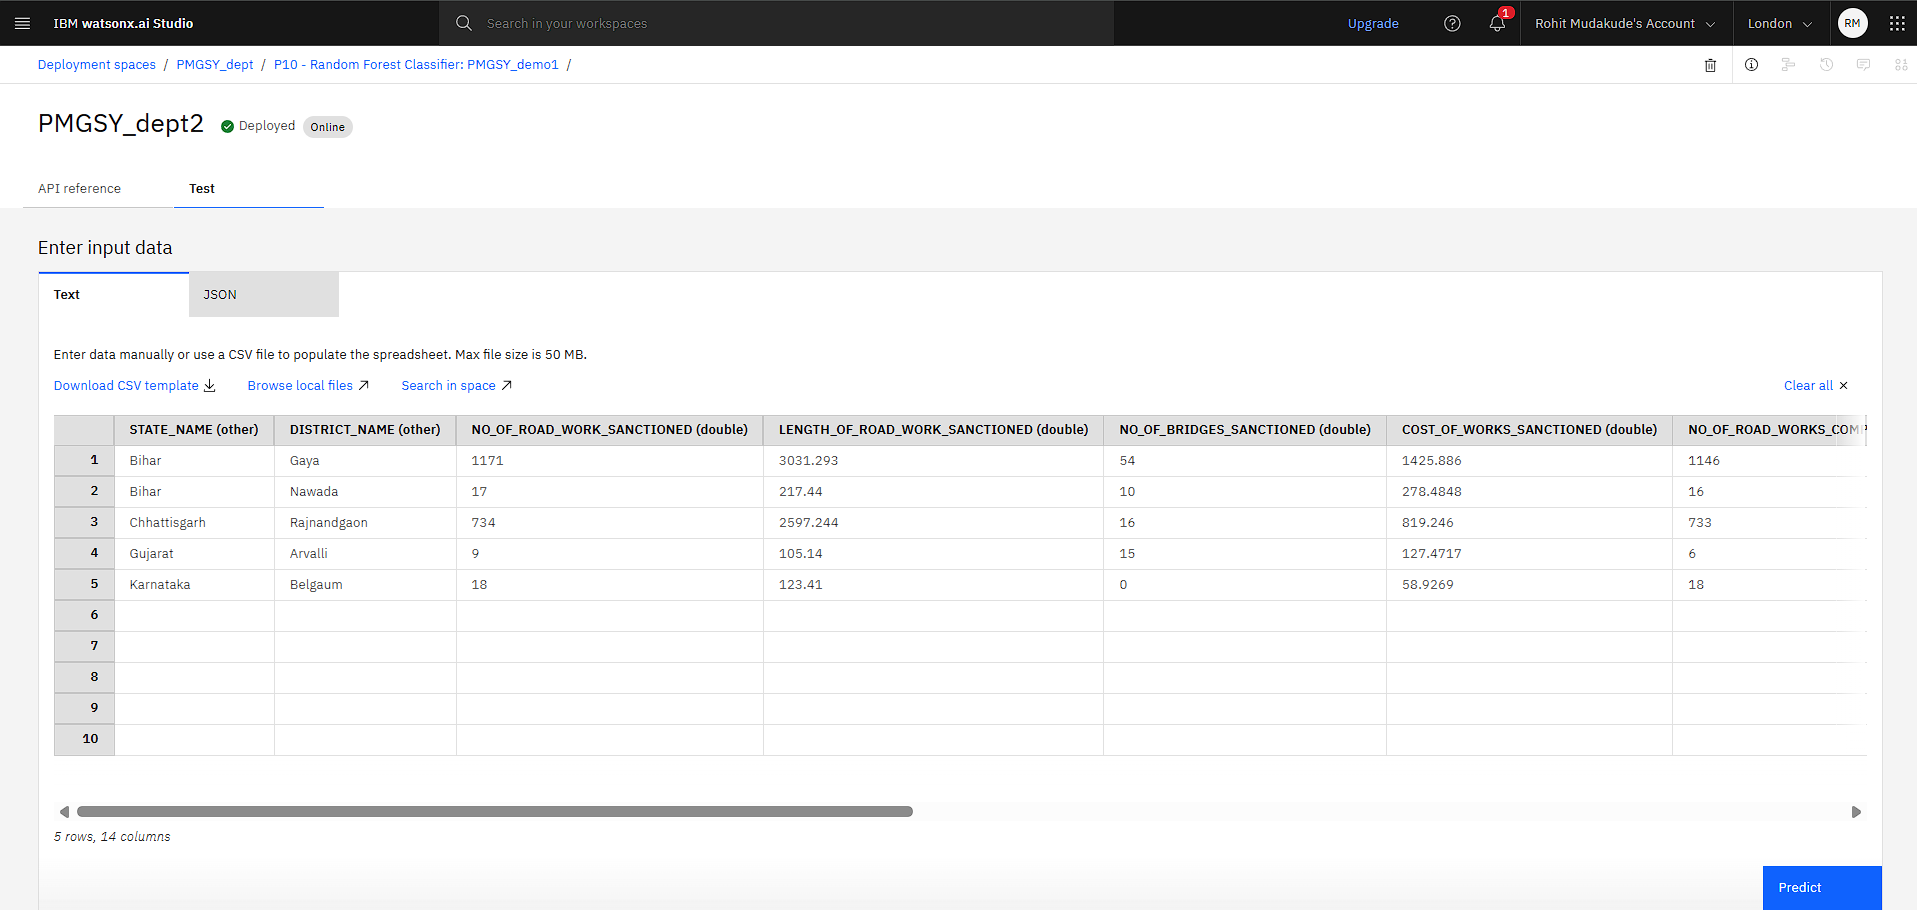 IBM watsonx.ai Studio
Search in your workspaces
Upgrade
1
Rohit Mudakude's Account
London
RM
Deployment spaces / PMGSY_dept / P10 - Random Forest Classifier: PMGSY_demo1 /
PMGSY_dept2
Deployed
Online
API reference
Test
Enter input data
Text
JSON
Enter data manually or use a CSV file to populate the spreadsheet. Max file size is 50 MB.
Download CSV template
Browse local files
Search in space
Clear all
STATE_NAME (other) DISTRICT_NAME (other) NO_OF_ROAD_WORK_SANCTIONED (double) LENGTH_OF_ROAD_WORK_SANCTIONED (double) NO_OF_BRIDGES_SANCTIONED (double) COST_OF_WORKS_SANCTIONED (double) NO_OF_ROAD_WORKS_COM
1 Bihar Gaya 1171 3031.293 54 1425.886 1146
2 Bihar Nawada 17 217.44 10 278.4848 16
3 Chhattisgarh Rajnandgaon 734 2597.244 16 819.246 733
4 Gujarat Arvalli 9 105.14 15 127.4717 6
5 Karnataka Belgaum 18 123.41 0 58.9269 18
6
7
8
9
10
5 rows, 14 columns
Predict